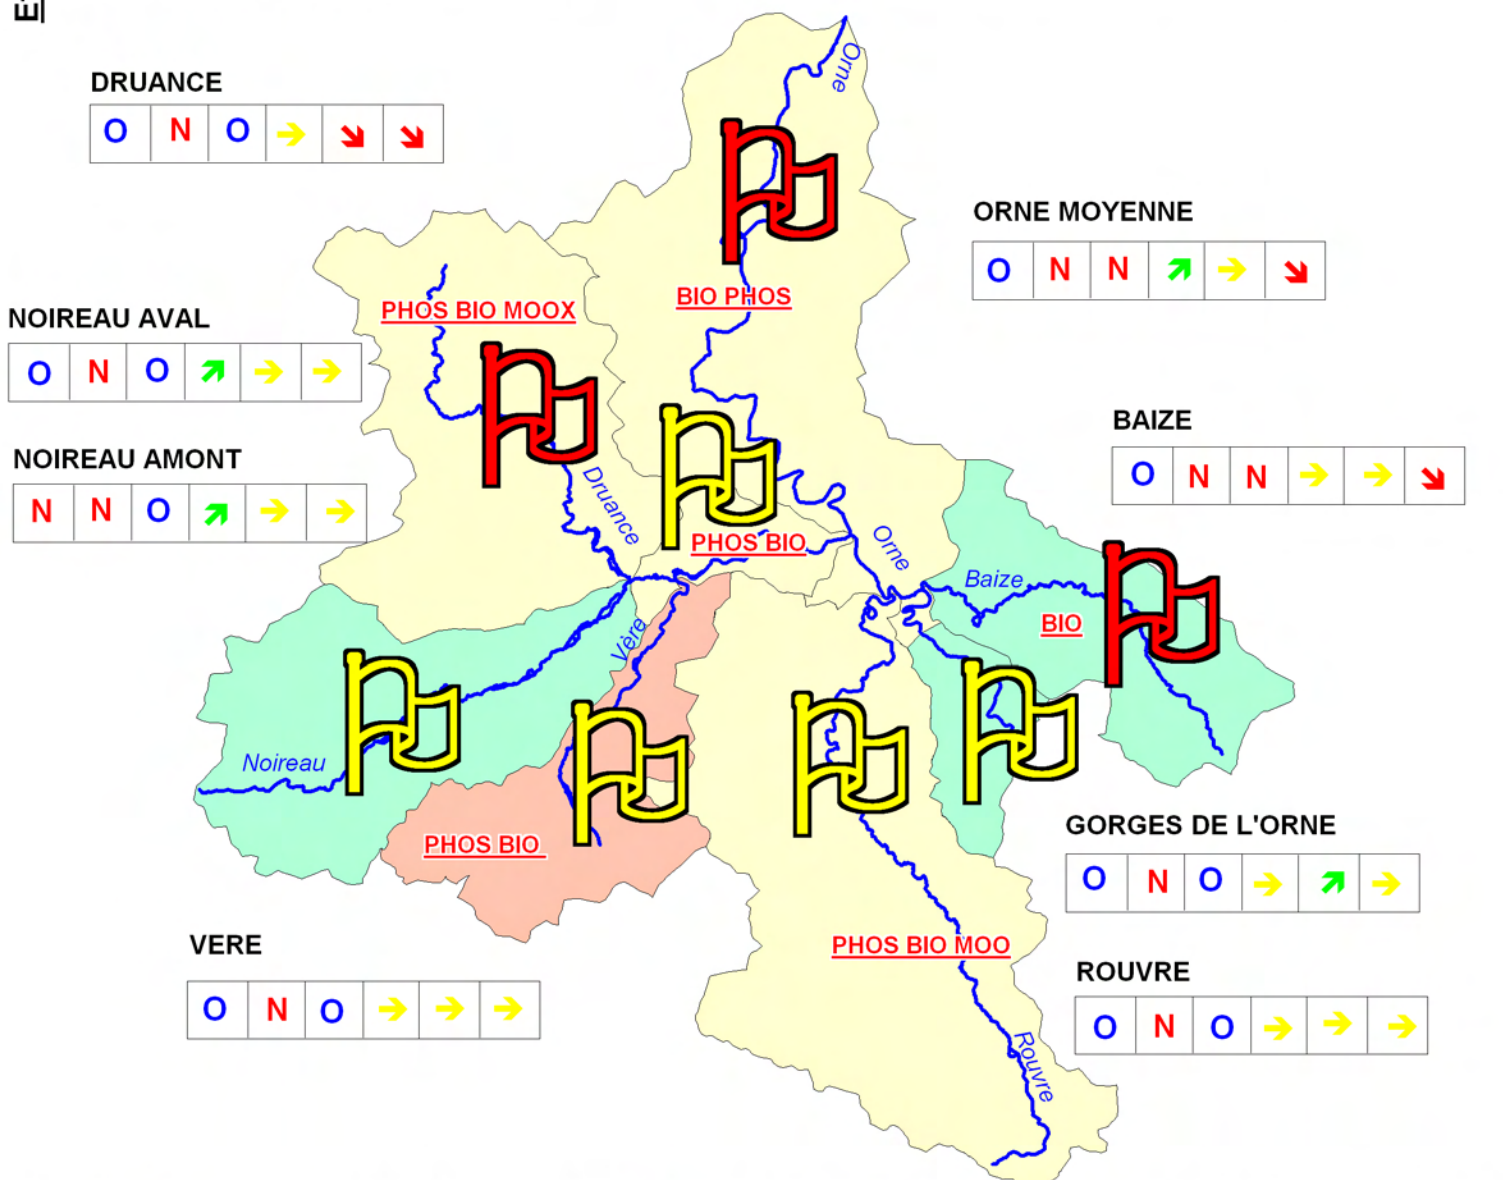 DRUANCE
O N O → ↘ ↘
Orne
ORNE MOYENNE
O N N ↗ → ↘
NOIREAU AVAL
O N O ↗ → →
PHOS BIO MOOX
BIO PHOS
NOIREAU AMONT
N N O ↗ → →
BAIZE
O N N → → ↘
Druance
PHOS BIO
Orne
Baize
BIO
Vère
Noireau
PHOS BIO
GORGES DE L'ORNE
O N O → ↗ →
VERE
O N O → → →
PHOS BIO MOO
ROUVRE
O N O → → →
Rouvre